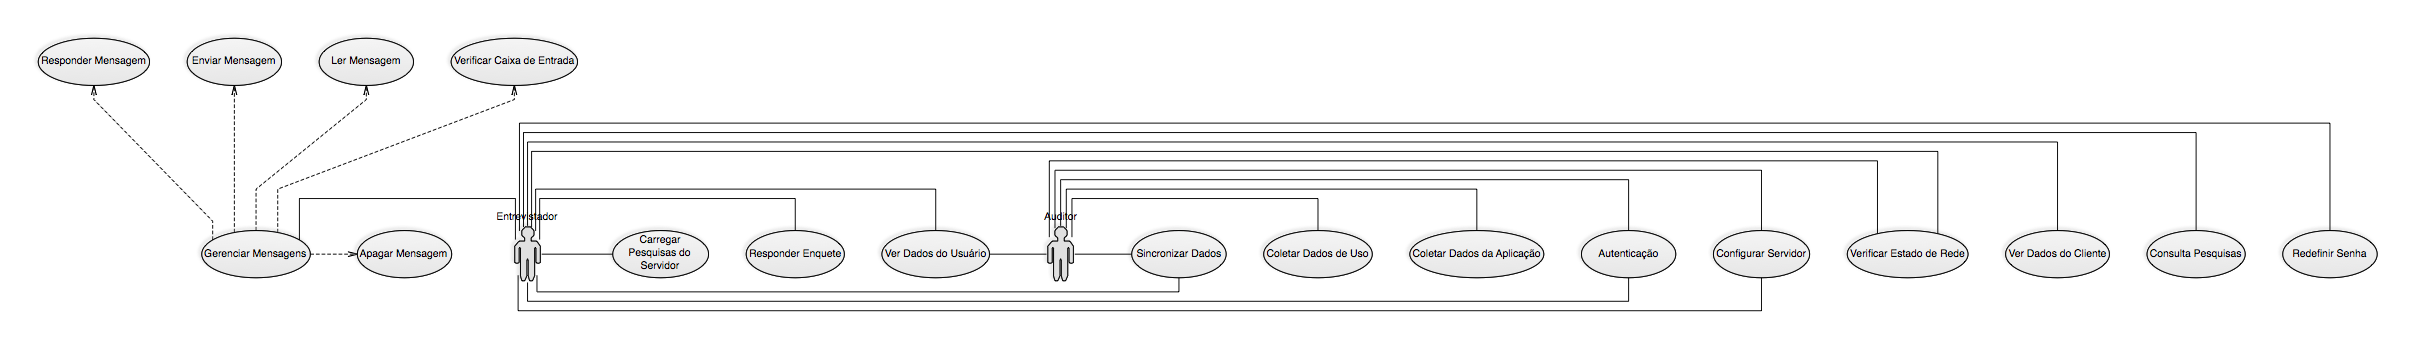 Responder Mensagem
Enviar Mensagem
Ler Mensagem
Verificar Caixa de Entrada
Entrevistador
Auditor
Gerenciar Mensagens
Apagar Mensagem
Carregar
Pesquisas do
Servidor
Responder Enquete
Ver Dados do Usuário
Sincronizar Dados
Coletar Dados de Uso
Coletar Dados da Aplicação
Autenticação
Configurar Servidor
Verificar Estado de Rede
Ver Dados do Cliente
Consulta Pesquisas
Redefinir Senha